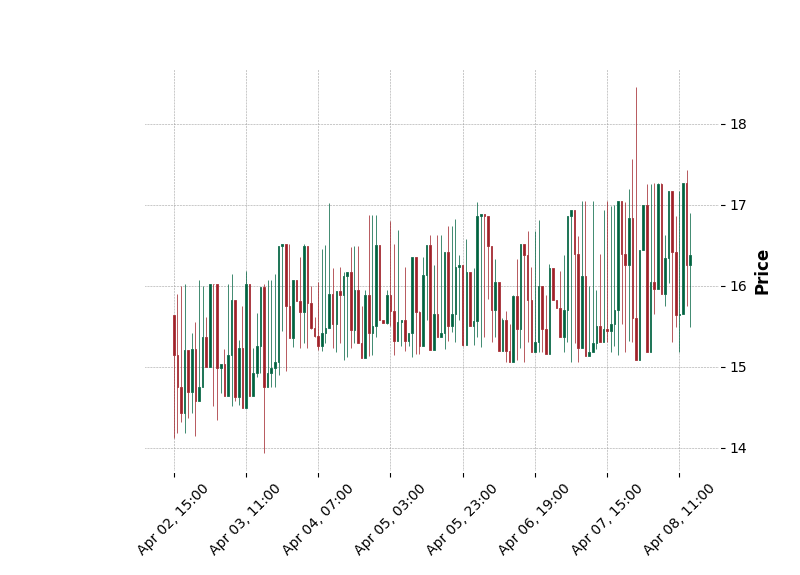 18
17
16
15
14
Price
Apr 02, 15:00
Apr 03, 11:00
Apr 04, 07:00
Apr 05, 03:00
Apr 05, 23:00
Apr 06, 19:00
Apr 07, 15:00
Apr 08, 11:00